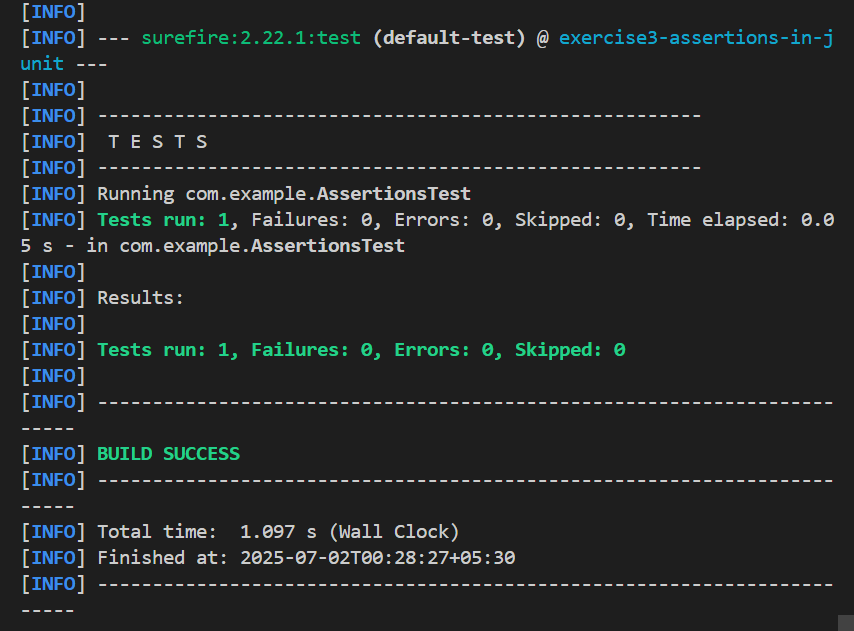 [INFO]
[INFO] --- surefire:2.22.1:test (default-test) @ exercise3-assertions-in-j
unit ---
[INFO]
[INFO] -------------------------------------------------------
[INFO]  T E S T S
[INFO] -------------------------------------------------------
[INFO] Running com.example.AssertionsTest
[INFO] Tests run: 1, Failures: 0, Errors: 0, Skipped: 0, Time elapsed: 0.0
5 s - in com.example.AssertionsTest
[INFO]
[INFO] Results:
[INFO]
[INFO] Tests run: 1, Failures: 0, Errors: 0, Skipped: 0
[INFO]
[INFO] -------------------------------------------------------------------
-----
[INFO] BUILD SUCCESS
[INFO] -------------------------------------------------------------------
-----
[INFO] Total time:  1.097 s (Wall Clock)
[INFO] Finished at: 2025-07-02T00:28:27+05:30
[INFO] -------------------------------------------------------------------
-----